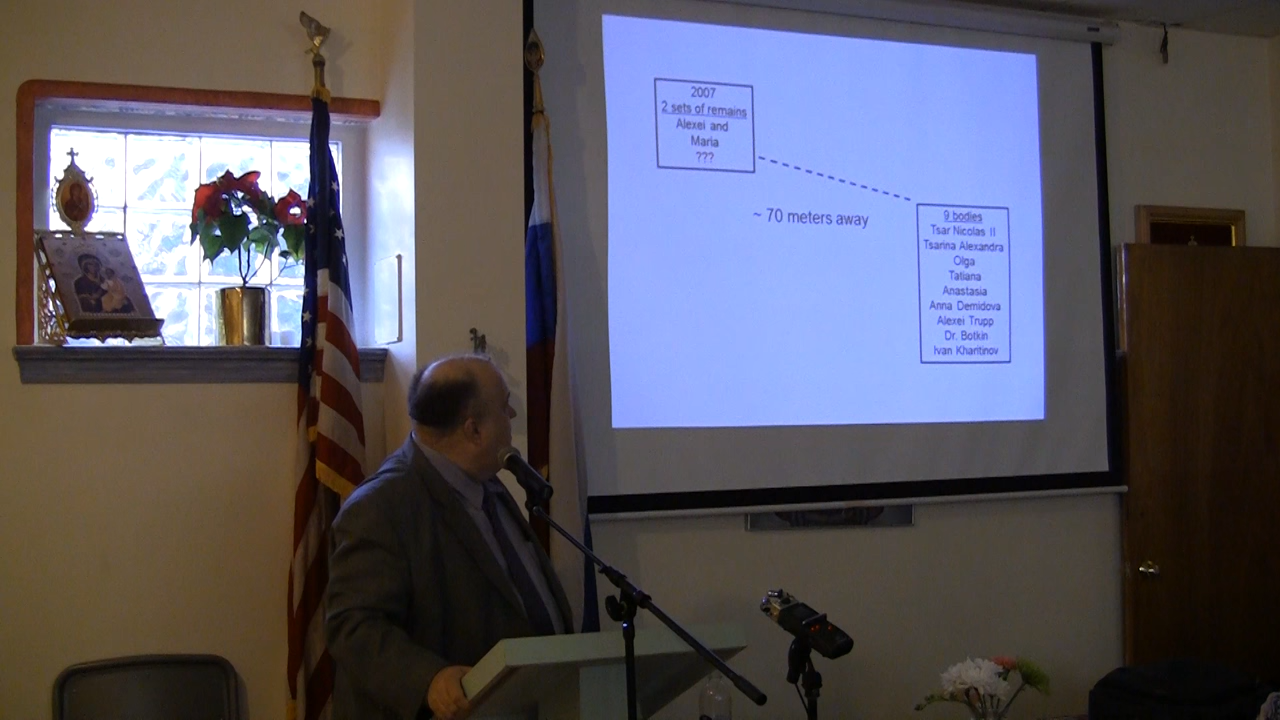 2007
2 sets of remains
Alexei and
Maria
???
~ 70 meters away
9 bodies
Tsar Nicolas II
Tsarina Alexandra
Olga
Tatiana
Anastasia
Anna Demidova
Alexei Trupp
Dr. Botkin
Ivan Kharitinov